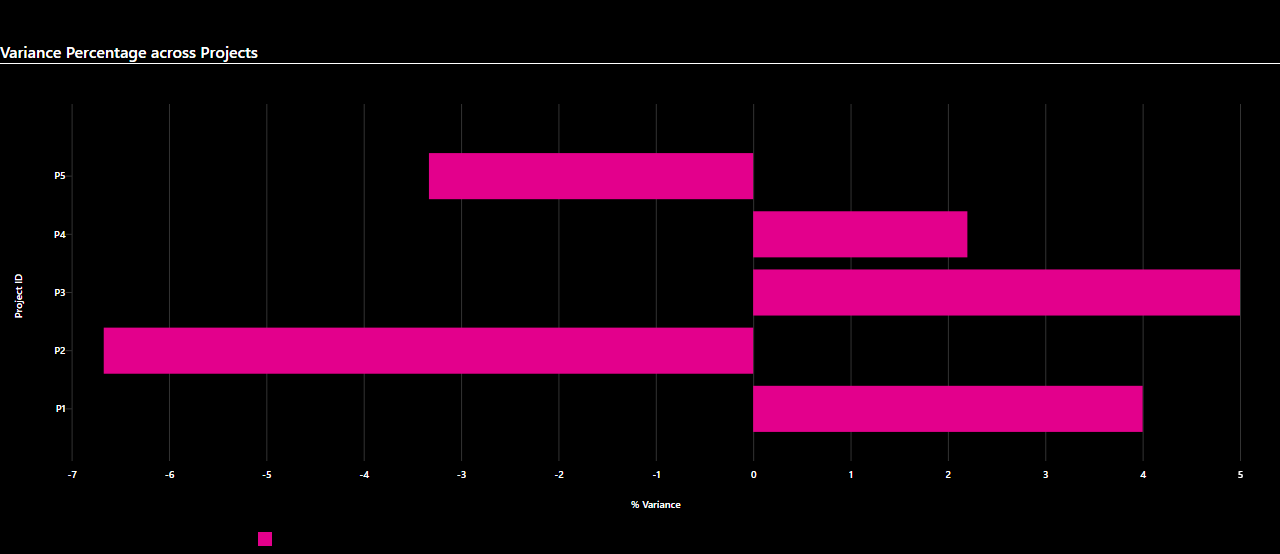 Variance Percentage across Projects
P5
P4
P3
Project ID
P2
P1
-7 -6 -5 -4 -3 -2 -1 0 1 2 3 4 5
% Variance